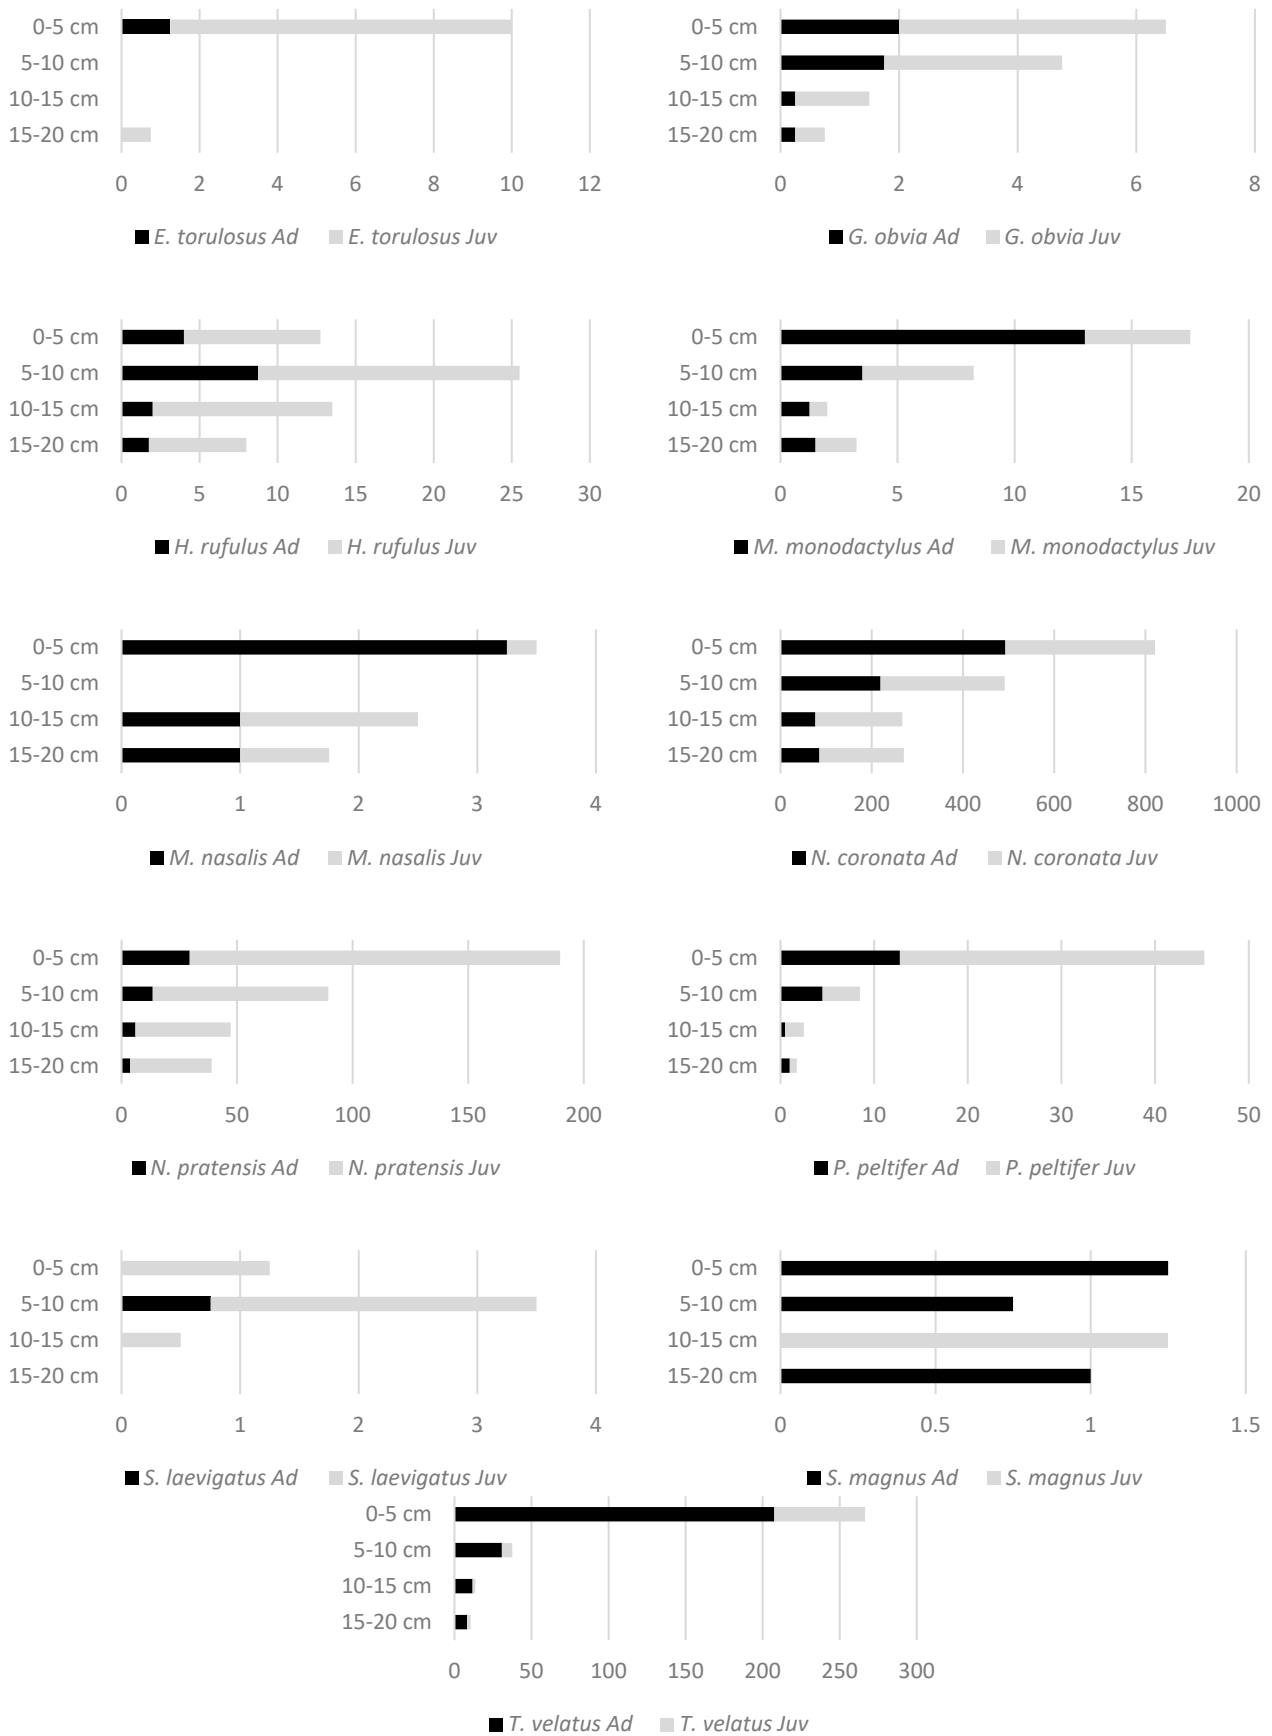 0-5 cm
5-10 cm
10-15 cm
15-20 cm
0 2 4 6 8 10 12
E. torulosus Ad E. torulosus Juv
0-5 cm
5-10 cm
10-15 cm
15-20 cm
0 2 4 6 8
G. obvia Ad G. obvia Juv
0-5 cm
5-10 cm
10-15 cm
15-20 cm
0 5 10 15 20 25 30
H. rufulus Ad H. rufulus Juv
0-5 cm
5-10 cm
10-15 cm
15-20 cm
0 5 10 15 20
M. monodactylus Ad M. monodactylus Juv
0-5 cm
5-10 cm
10-15 cm
15-20 cm
0 1 2 3 4
M. nasalis Ad M. nasalis Juv
0-5 cm
5-10 cm
10-15 cm
15-20 cm
0 200 400 600 800 1000
N. coronata Ad N. coronata Juv
0-5 cm
5-10 cm
10-15 cm
15-20 cm
0 50 100 150 200
N. pratensis Ad N. pratensis Juv
0-5 cm
5-10 cm
10-15 cm
15-20 cm
0 10 20 30 40 50
P. peltifer Ad P. peltifer Juv
0-5 cm
5-10 cm
10-15 cm
15-20 cm
0 1 2 3 4
S. laevigatus Ad S. laevigatus Juv
0-5 cm
5-10 cm
10-15 cm
15-20 cm
0 0.5 1 1.5
S. magnus Ad S. magnus Juv
0-5 cm
5-10 cm
10-15 cm
15-20 cm
0 50 100 150 200 250 300
T. velatus Ad T. velatus Juv